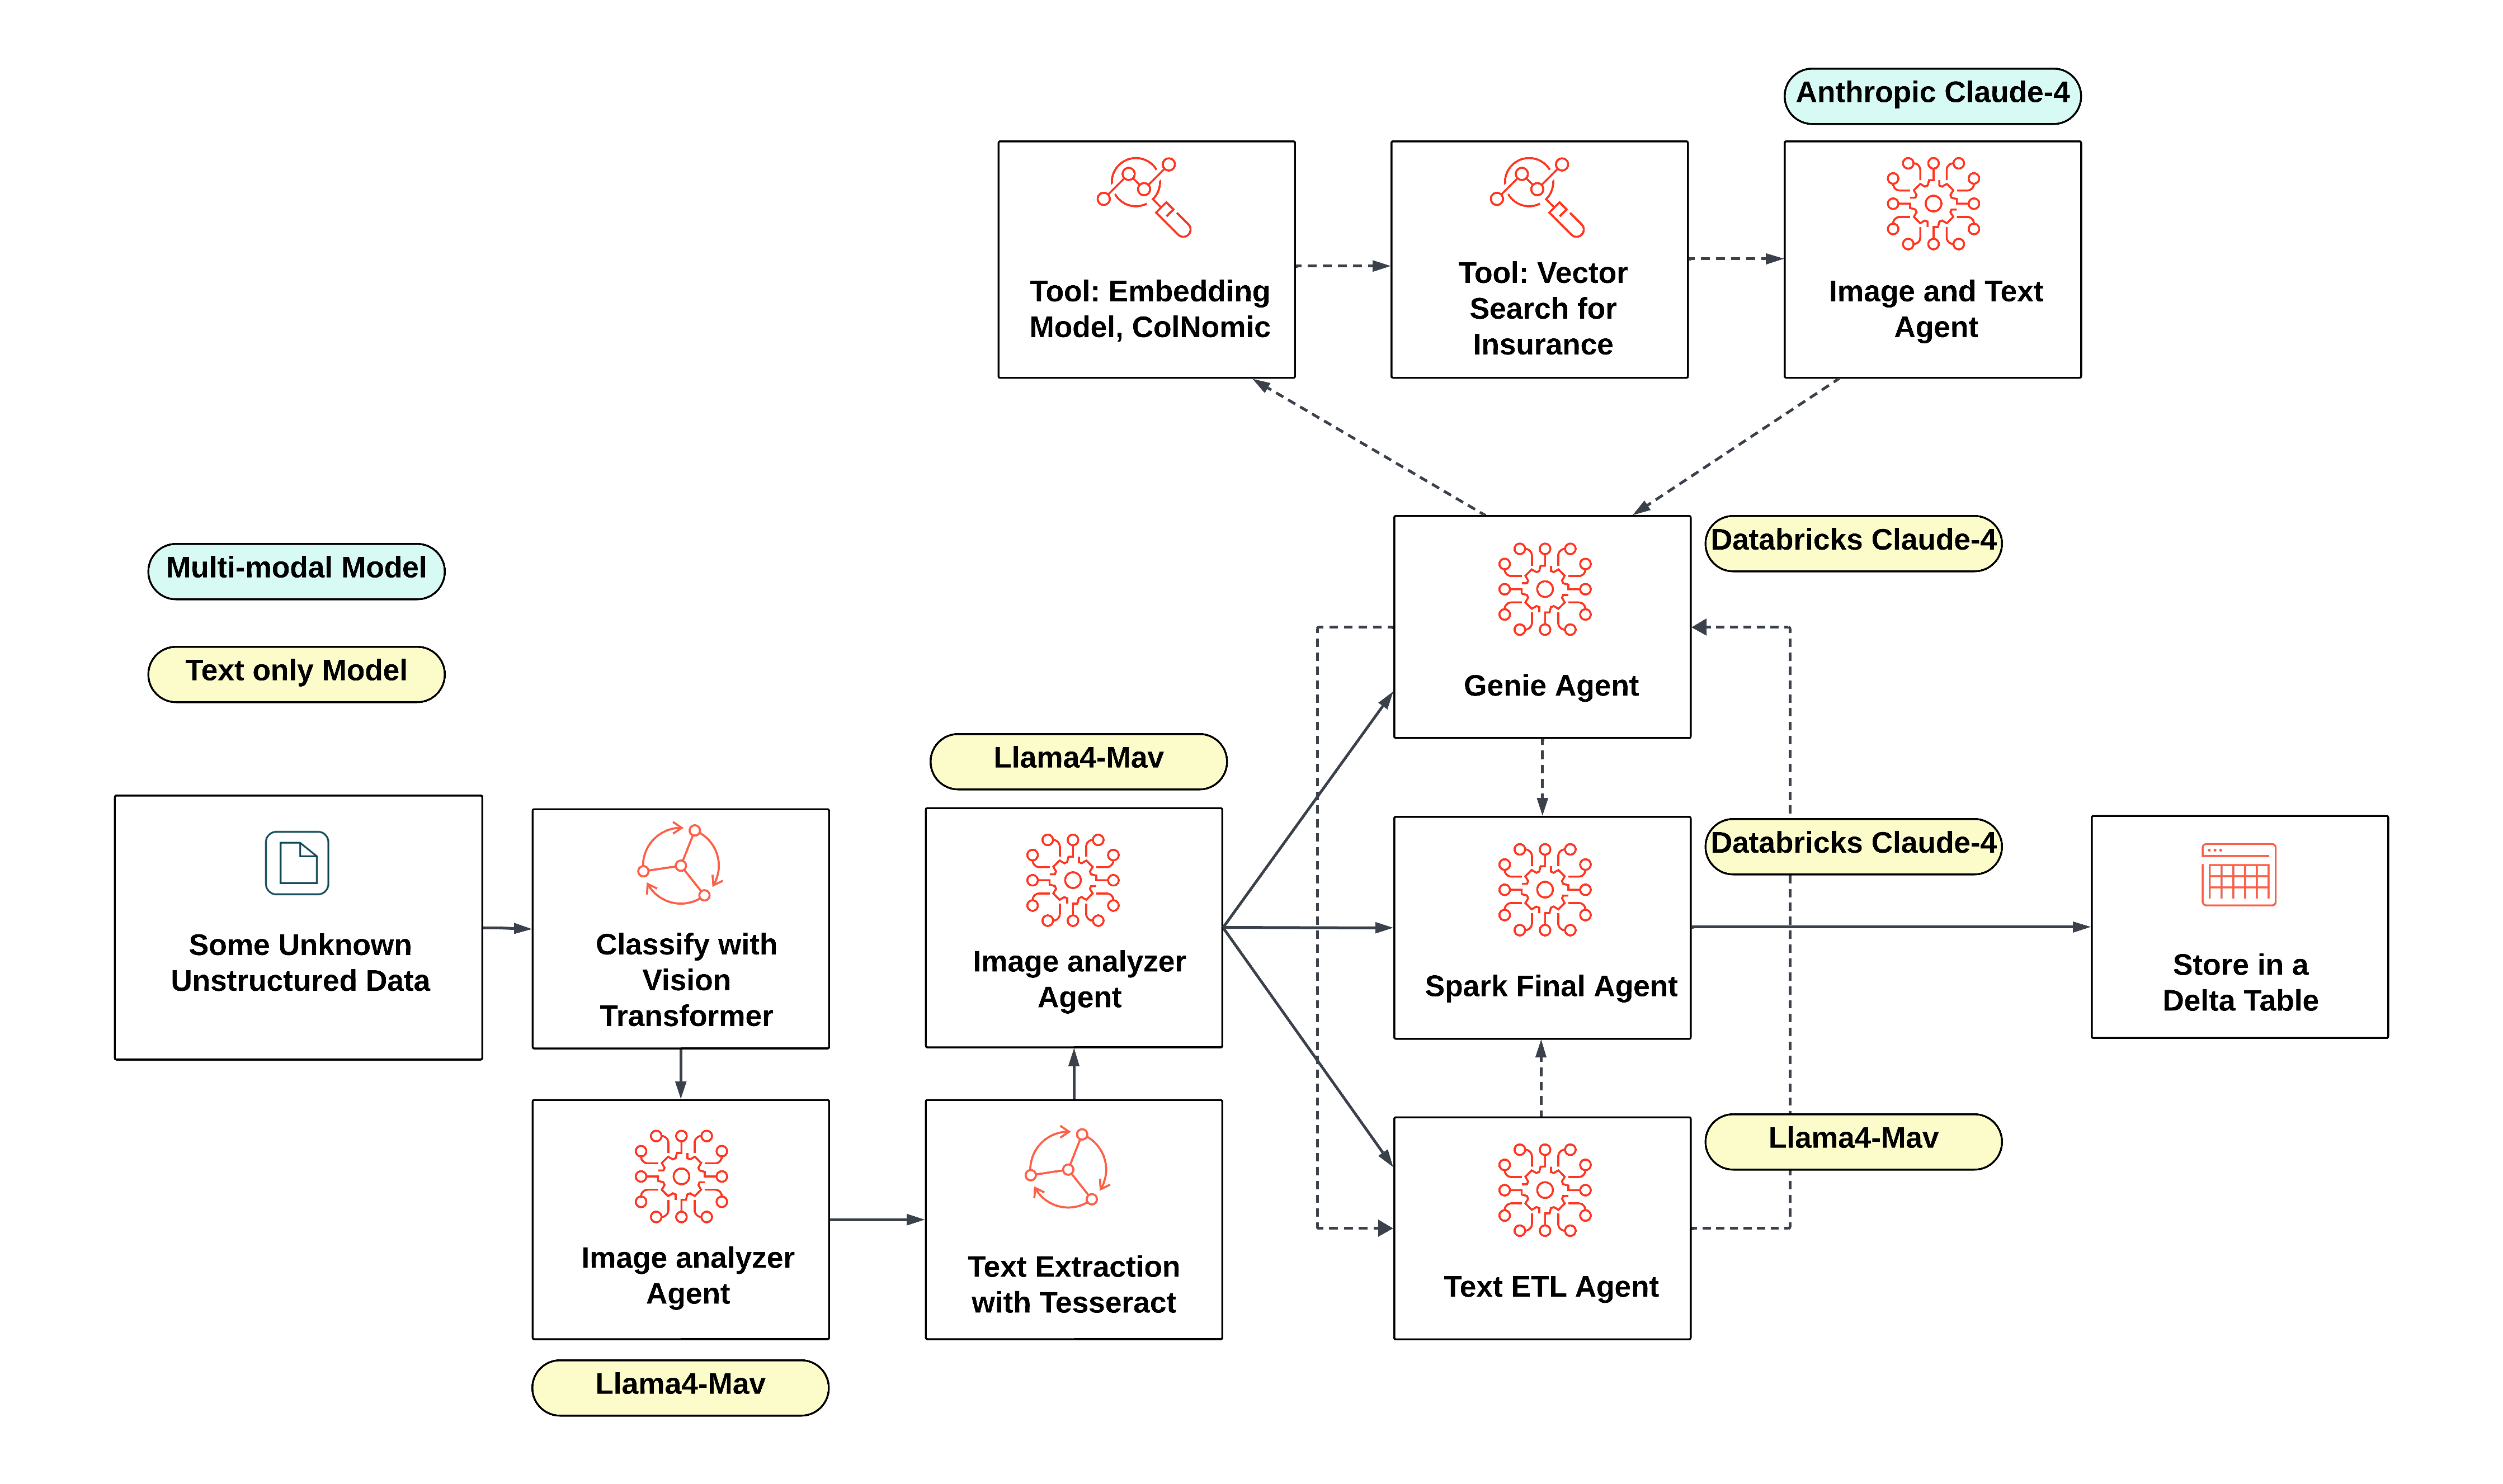 Anthropic Claude-4
Tool: Embedding
Model, ColNomic
Tool: Vector
Search for
Insurance
Image and Text
Agent
Multi-modal Model
Text only Model
Databricks Claude-4
Genie Agent
Llama4-Mav
Some Unknown
Unstructured Data
Classify with
Vision
Transformer
Image analyzer
Agent
Databricks Claude-4
Spark Final Agent
Store in a
Delta Table
Image analyzer
Agent
Llama4-Mav
Text Extraction
with Tesseract
Llama4-Mav
Text ETL Agent